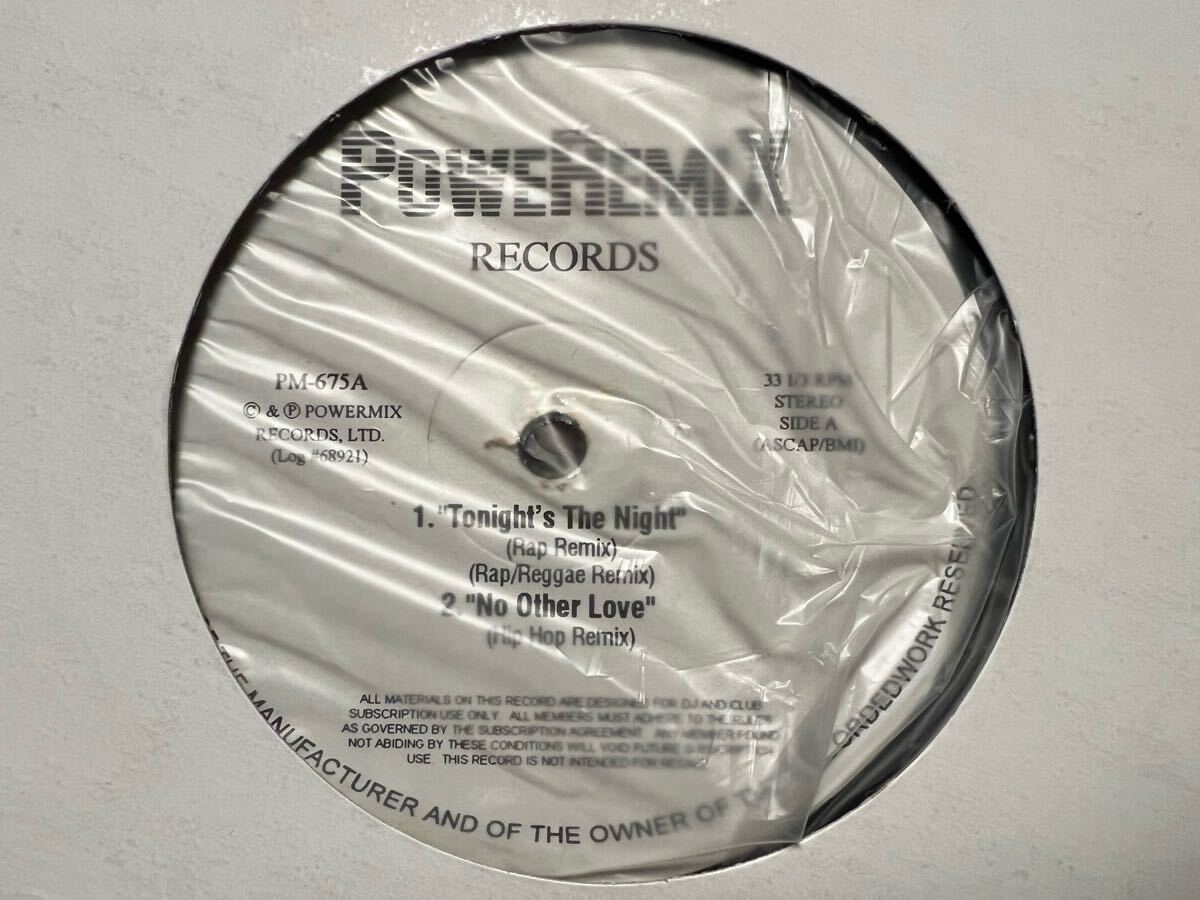 POWEREMIX
RECORDS
PM-675A
© & ℗ POWERMIX
RECORDS, LTD.
(Log #68921)
33 1/3 RPM
STEREO
SIDE A
(ASCAP/BMI)
1. "Tonight's The Night"
(Rap Remix)
(Rap/Reggae Remix)
2. "No Other Love"
(Hip Hop Remix)
ALL MATERIALS ON THIS RECORD ARE DESIGNED FOR DJ AND CLUB
SUBSCRIPTION USE ONLY. ALL MEMBERS MUST ADHERE TO THE RULES
AS GOVERNED BY THE SUBSCRIPTION AGREEMENT. ANY MEMBER FOUND
NOT ABIDING BY THESE CONDITIONS WILL VOID FUTURE SUBSCRIPTION
USE. THIS RECORD IS NOT INTENDED FOR
THE MANUFACTURER AND OF THE OWNER OF
ORDEDWORK RESERVED